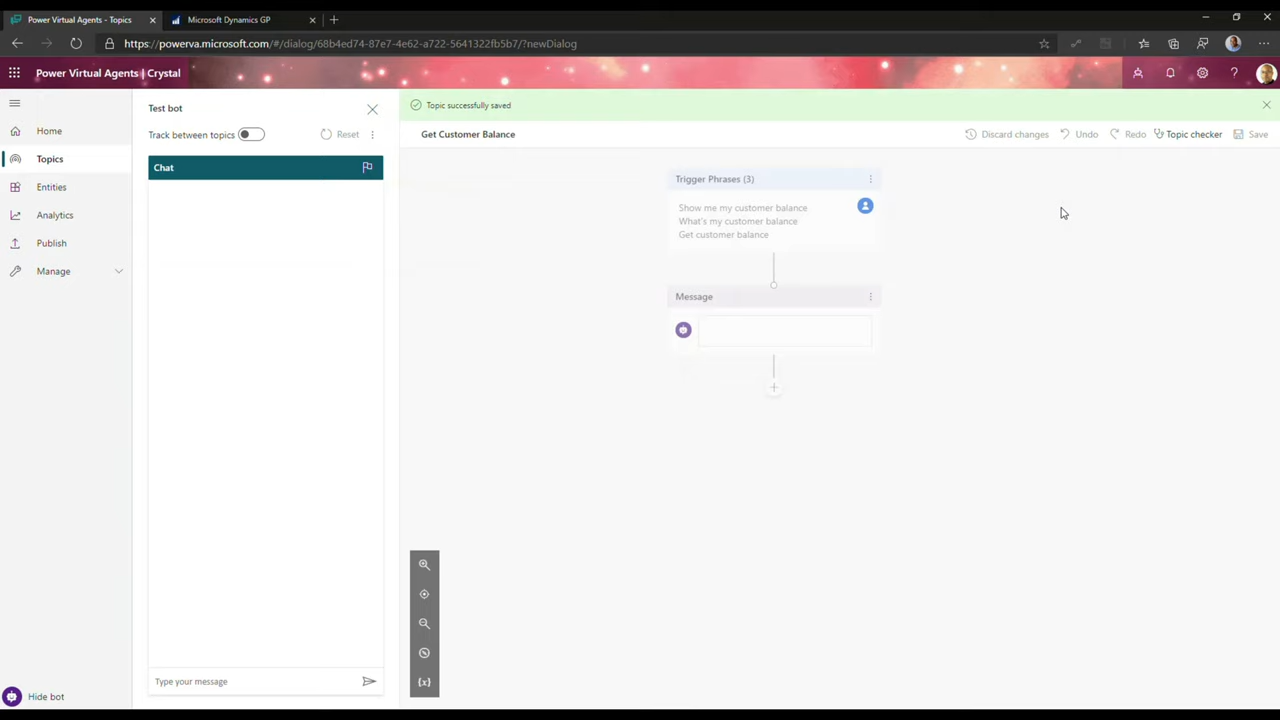 Power Virtual Agents - Topics
Microsoft Dynamics GP
https://powerva.microsoft.com/#/dialog/68b4ed74-87e7-4e62-a722-5641322fb5b7/?newDialog
Power Virtual Agents | Crystal
Home
Topics
Entities
Analytics
Publish
Manage
Hide bot
Test bot
Track between topics
Reset
Chat
Type your message
Topic successfully saved
Get Customer Balance
Discard changes
Undo
Redo
Topic checker
Save
Trigger Phrases (3)
Show me my customer balance
What's my customer balance
Get customer balance
Message
{x}